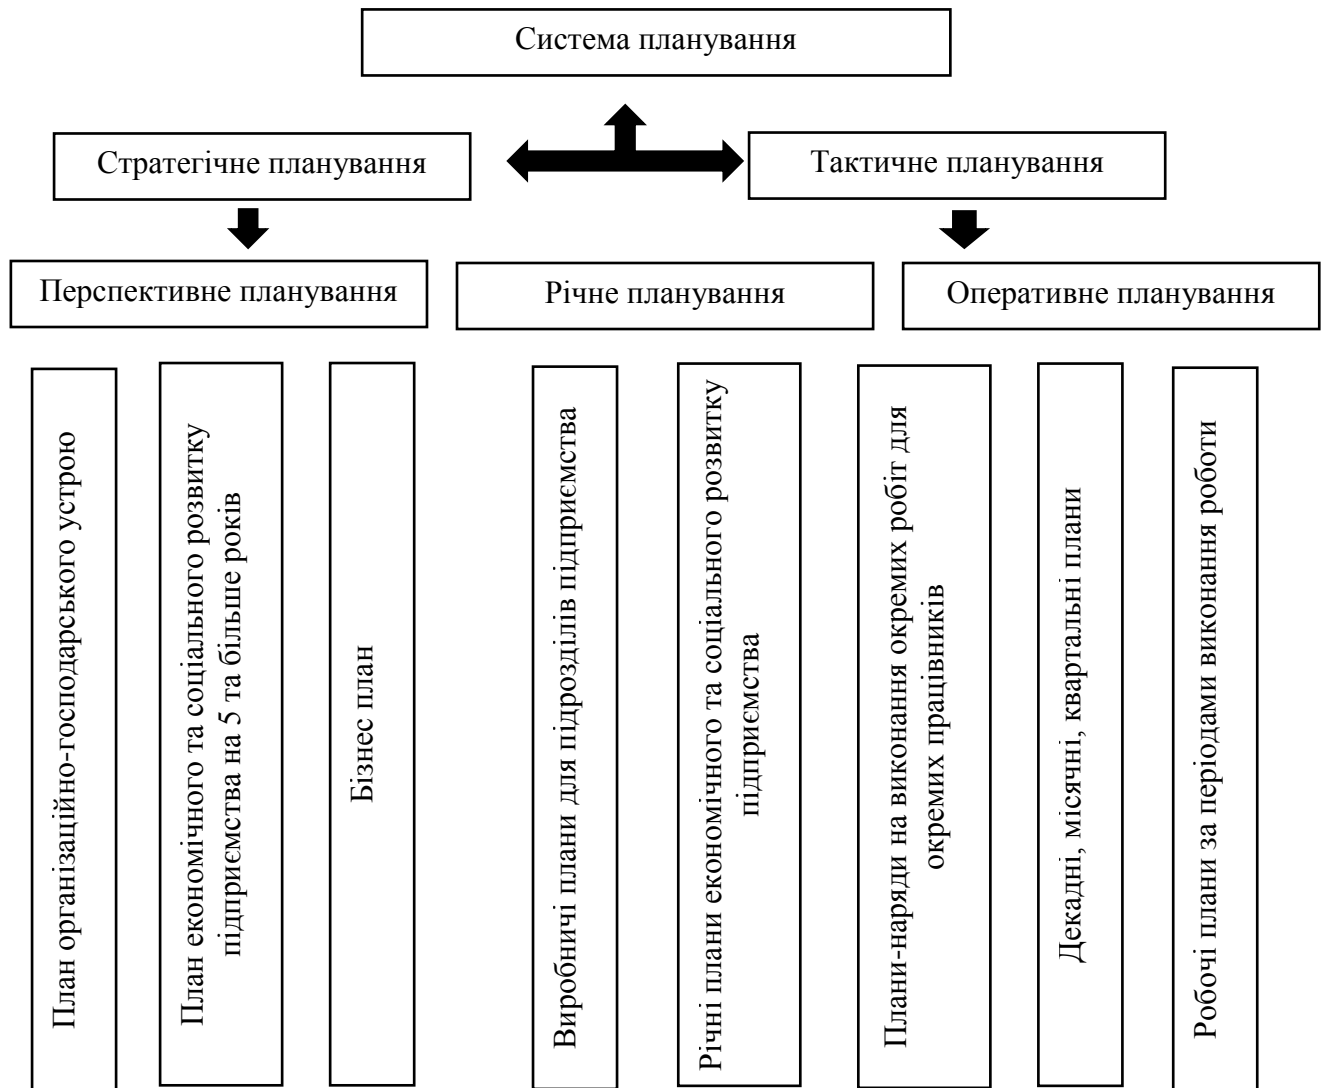 Система планування
Стратегічне планування
Тактичне планування
Перспективне планування
Річне планування
Оперативне планування
План організаційно-господарського устрою
План економічного та соціального розвитку
підприємства на 5 та більше років
Бізнес план
Виробничі плани для підрозділів підприємства
Річні плани економічного та соціального розвитку
підприємства
Плани-наряди на виконання окремих робіт для
окремих працівників
Декадні, місячні, квартальні плани
Робочі плани за періодами виконання роботи